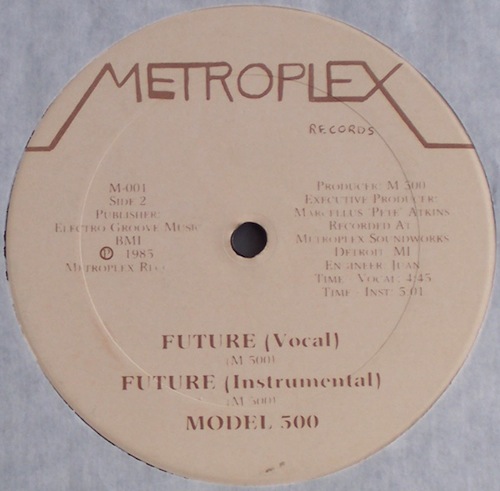 METROPLEX
RECORDS
M-001
Side 2
Publisher:
Electro Groove Music
BMI
Ⓟ 1985
Metroplex Rec
Producer: M 500
Executive Producer:
Marcellus 'Pete' Atkins
Recorded At
Metroplex Soundworks
Detroit MI
Engineer: Juan
Time - Vocal: 4:45
Time - Inst: 5:01
FUTURE (Vocal)
(M 500)
FUTURE (Instrumental)
(M 500)
MODEL 500